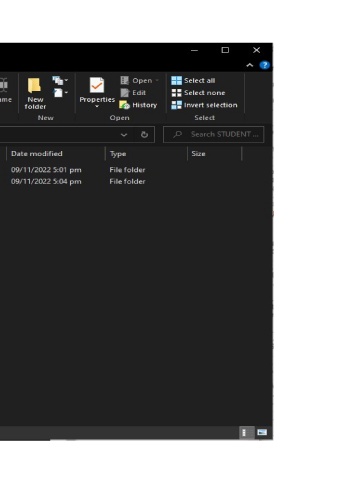 Open
Select all
Edit
Select none
New
folder
Properties
History
Invert selection
New
Open
Select
Search STUDENT ...
Date modified
Type
Size
09/11/2022 5:01 pm
File folder
09/11/2022 5:04 pm
File folder